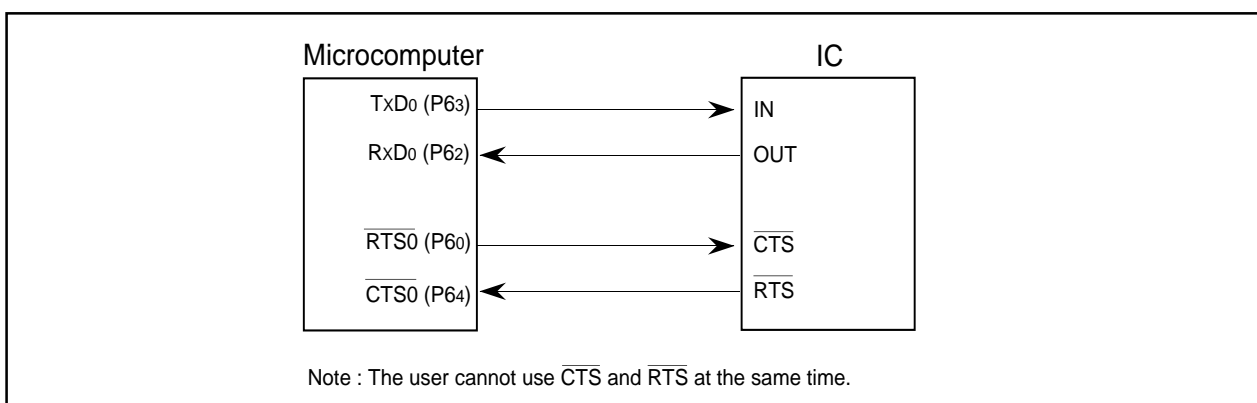 Microcomputer
IC
TxD0 (P63)
IN
RxD0 (P62)
OUT
RTS0 (P60)
CTS
CTS0 (P64)
RTS
Note : The user cannot use CTS and RTS at the same time.